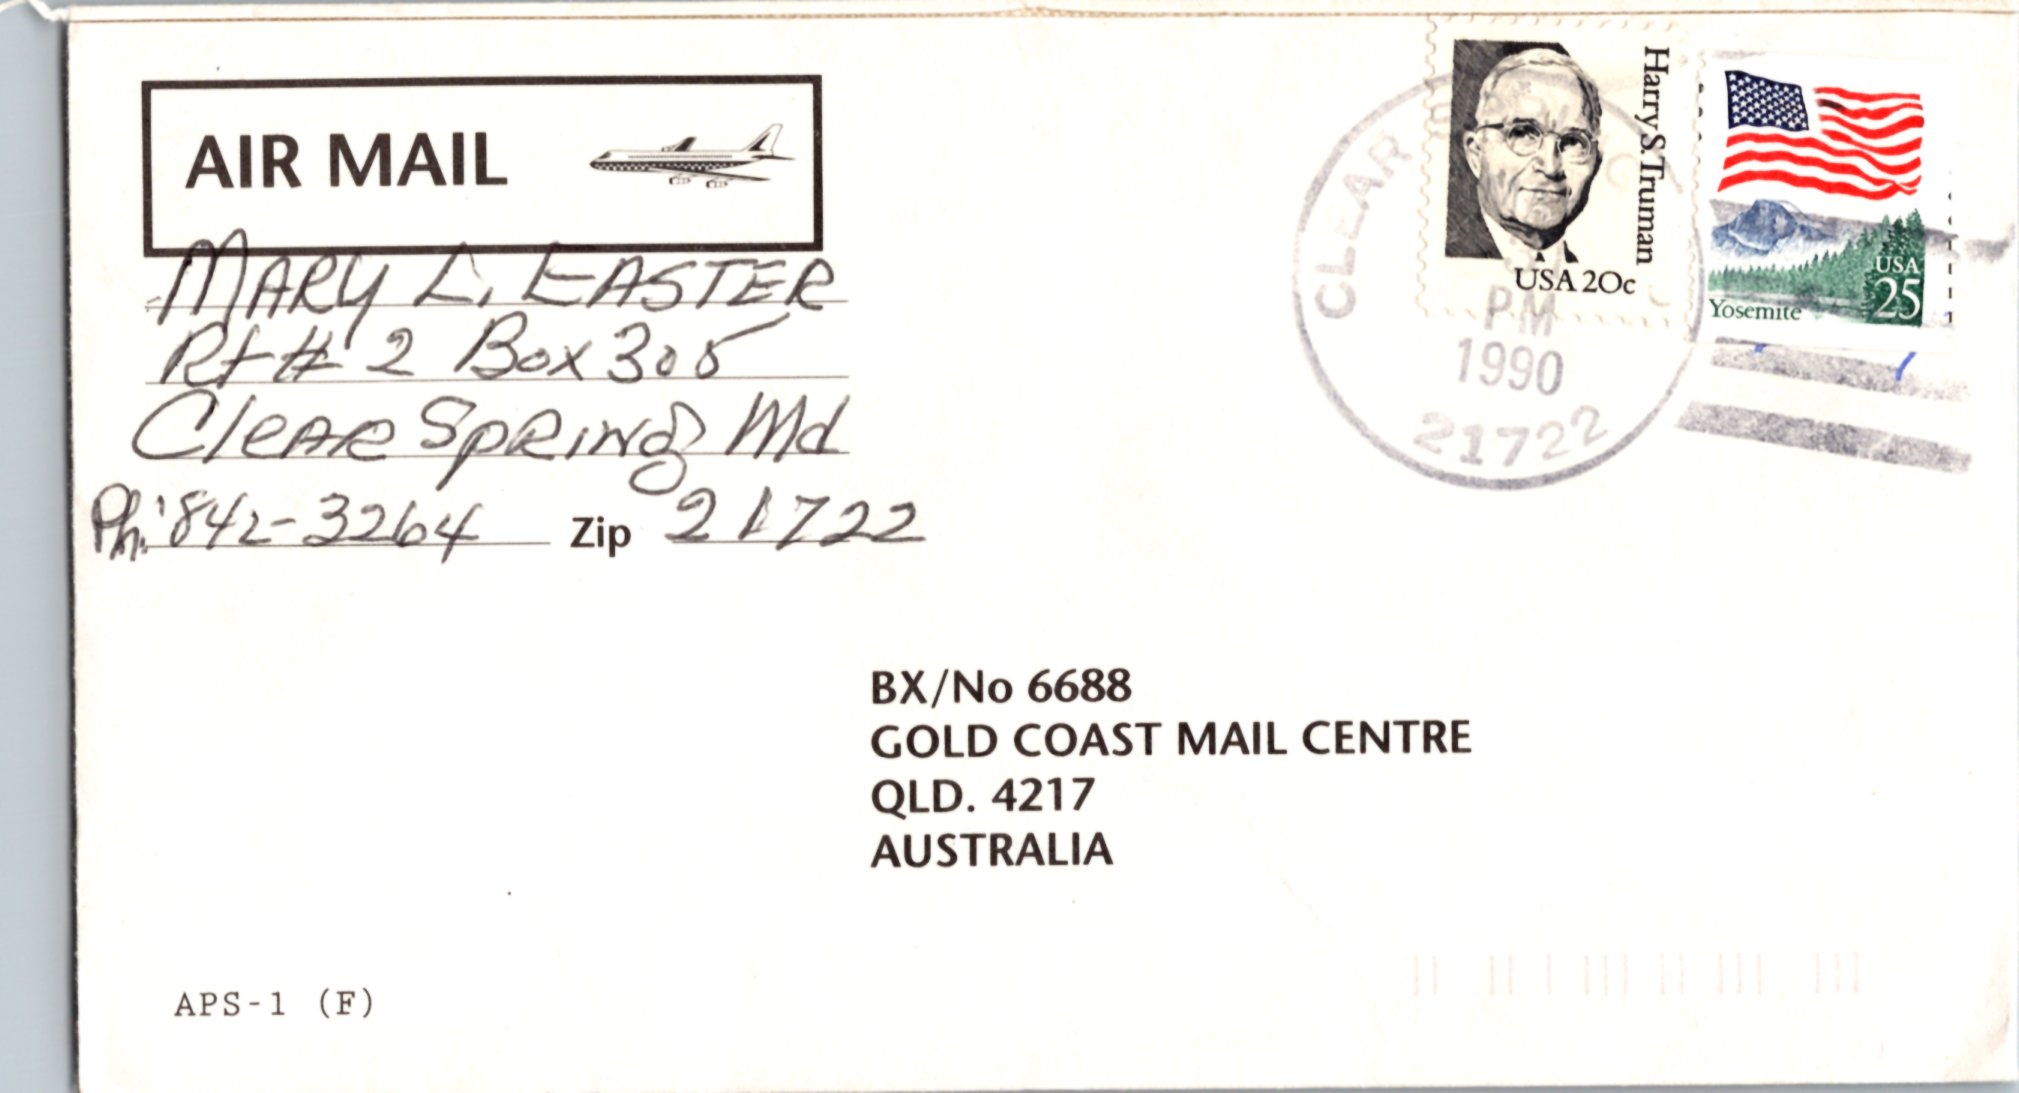 AIR MAIL
MARY L. EASTER
Rt # 2 Box 305
Clear Spring Md
Ph: 842-3264 Zip 21722
Harry S. Truman
USA 20c
USA
25
Yosemite
CLEAR
PM
1990
21722
BX/No 6688
GOLD COAST MAIL CENTRE
QLD. 4217
AUSTRALIA
APS-1 (F)